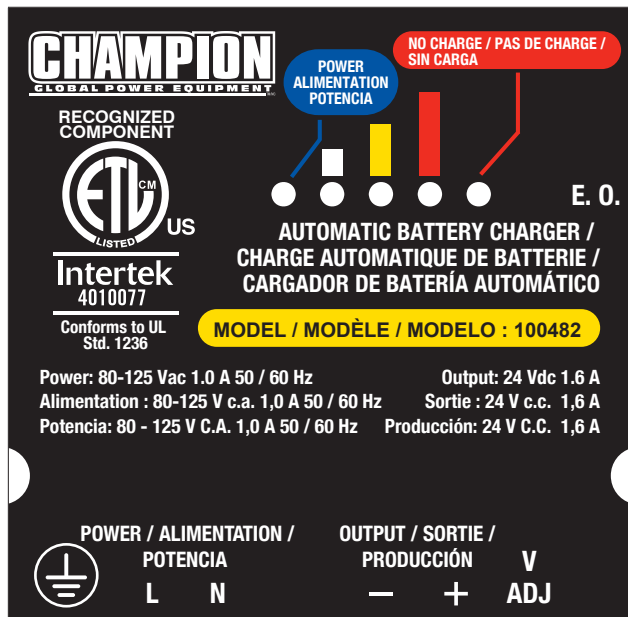 CHAMPION
GLOBAL POWER EQUIPMENT
RECOGNIZED
COMPONENT
CM
ETL
LISTED
US
Intertek
4010077
Conforms to UL
Std. 1236
POWER
ALIMENTATION
POTENCIA
NO CHARGE / PAS DE CHARGE /
SIN CARGA
E. O.
AUTOMATIC BATTERY CHARGER /
CHARGE AUTOMATIQUE DE BATTERIE /
CARGADOR DE BATERÍA AUTOMÁTICO
MODEL / MODÈLE / MODELO : 100482
Power: 80-125 Vac 1.0 A 50 / 60 Hz Output: 24 Vdc 1.6 A
Alimentation : 80-125 V c.a. 1,0 A 50 / 60 Hz Sortie : 24 V c.c. 1,6 A
Potencia: 80 - 125 V C.A. 1,0 A 50 / 60 Hz Producción: 24 V C.C. 1,6 A
POWER / ALIMENTATION /
POTENCIA
L N
OUTPUT / SORTIE /
PRODUCCIÓN
− +
V
ADJ